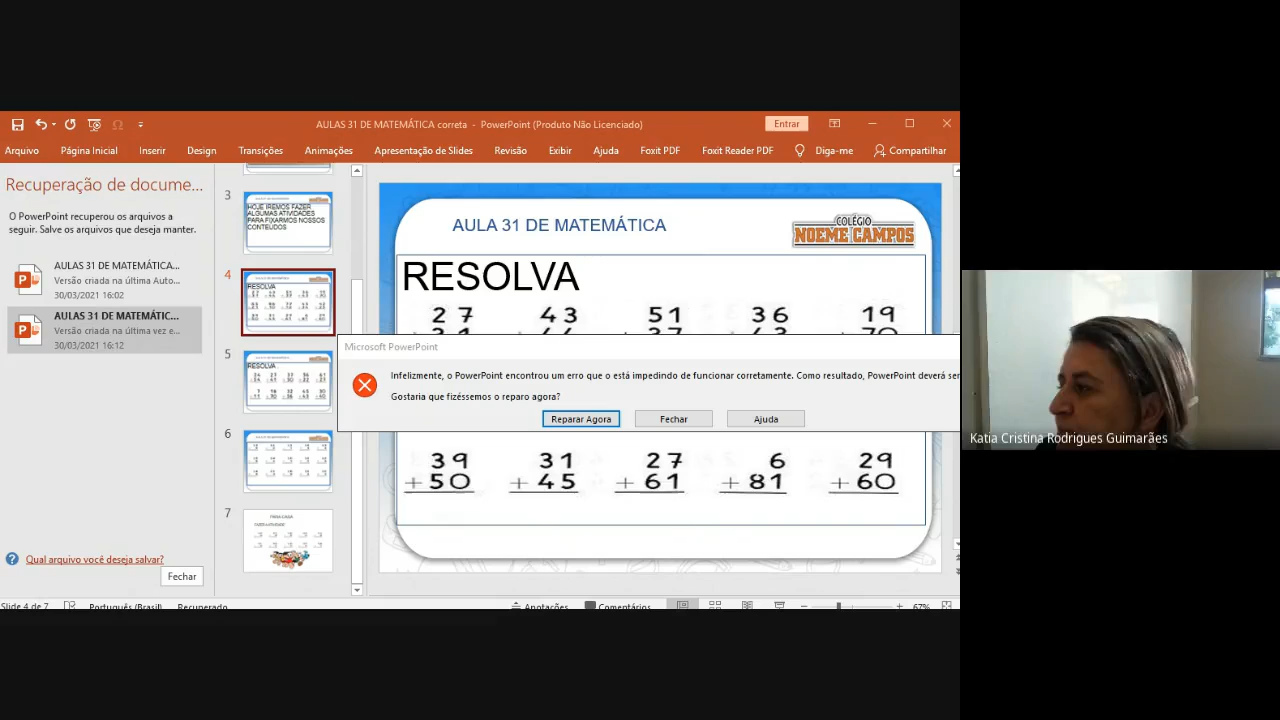 AULAS 31 DE MATEMÁTICA correta - PowerPoint (Produto Não Licenciado)
Entrar
Arquivo Página Inicial Inserir Design Transições Animações Apresentação de Slides Revisão Exibir Ajuda Foxit PDF Foxit Reader PDF Diga-me Compartilhar
Recuperação de docume...
O PowerPoint recuperou os arquivos a
seguir. Salve os arquivos que deseja manter.
AULAS 31 DE MATEMÁTICA...
Versão criada na última Auto...
30/03/2021 16:02
AULAS 31 DE MATEMÁTIC...
Versão criada na última vez e...
30/03/2021 16:12
Qual arquivo você deseja salvar?
Fechar
3
HOJE IREMOS FAZER
ALGUMAS ATIVIDADES
PARA FIXARMOS NOSSOS
CONTEÚDOS
4
RESOLVA
5
RESOLVA
6
7
AULA 31 DE MATEMÁTICA
COLÉGIO
NOEME CAMPOS
RESOLVA
27 43 51 36 19
Microsoft PowerPoint
Infelizmente, o PowerPoint encontrou um erro que o está impedindo de funcionar corretamente. Como resultado, PowerPoint deverá ser
Gostaria que fizéssemos o reparo agora?
Reparar Agora Fechar Ajuda
39 31 27 6 29
+50 +45 +61 +81 +60
Slide 4 de 7 Português (Brasil) Recuperado Anotações Comentários 67%
Katia Cristina Rodrigues Guimarães